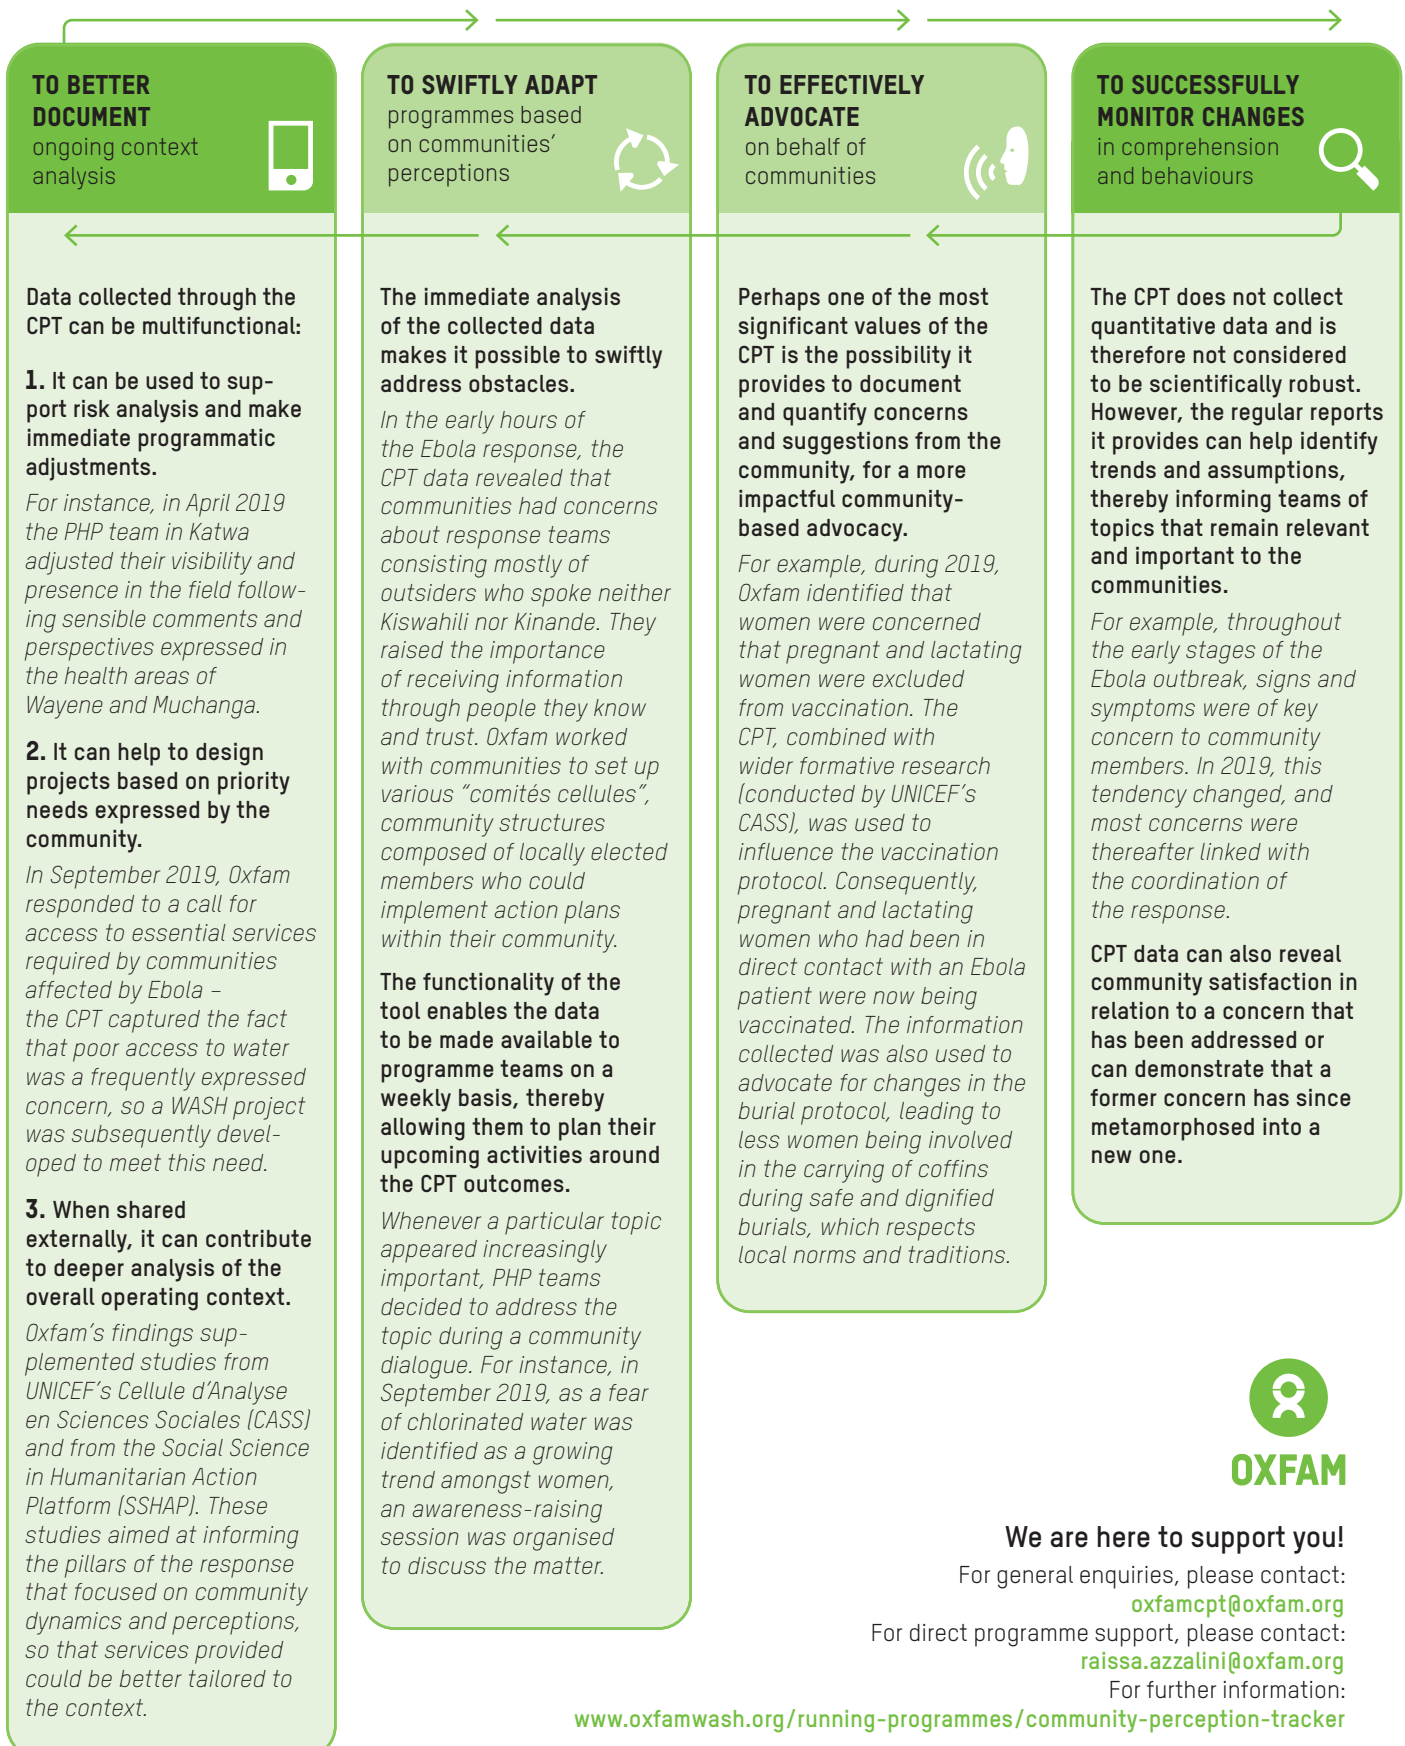 TO BETTER
DOCUMENT
ongoing context
analysis
Data collected through the
CPT can be multifunctional:
1. It can be used to sup-
port risk analysis and make
immediate programmatic
adjustments.
For instance, in April 2019
the PHP team in Katwa
adjusted their visibility and
presence in the field follow-
ing sensible comments and
perspectives expressed in
the health areas of
Wayene and Muchanga.
2. It can help to design
projects based on priority
needs expressed by the
community.
In September 2019, Oxfam
responded to a call for
access to essential services
required by communities
affected by Ebola –
the CPT captured the fact
that poor access to water
was a frequently expressed
concern, so a WASH project
was subsequently devel-
oped to meet this need.
3. When shared
externally, it can contribute
to deeper analysis of the
overall operating context.
Oxfam's findings sup-
plemented studies from
UNICEF's Cellule d'Analyse
en Sciences Sociales (CASS)
and from the Social Science
in Humanitarian Action
Platform (SSHAP). These
studies aimed at informing
the pillars of the response
that focused on community
dynamics and perceptions,
so that services provided
could be better tailored to
the context.
TO SWIFTLY ADAPT
programmes based
on communities'
perceptions
The immediate analysis
of the collected data
makes it possible to swiftly
address obstacles.
In the early hours of
the Ebola response, the
CPT data revealed that
communities had concerns
about response teams
consisting mostly of
outsiders who spoke neither
Kiswahili nor Kinande. They
raised the importance
of receiving information
through people they know
and trust. Oxfam worked
with communities to set up
various “comités cellules”,
community structures
composed of locally elected
members who could
implement action plans
within their community.
The functionality of the
tool enables the data
to be made available to
programme teams on a
weekly basis, thereby
allowing them to plan their
upcoming activities around
the CPT outcomes.
Whenever a particular topic
appeared increasingly
important, PHP teams
decided to address the
topic during a community
dialogue. For instance, in
September 2019, as a fear
of chlorinated water was
identified as a growing
trend amongst women,
an awareness-raising
session was organised
to discuss the matter.
TO EFFECTIVELY
ADVOCATE
on behalf of
communities
Perhaps one of the most
significant values of the
CPT is the possibility it
provides to document
and quantify concerns
and suggestions from the
community, for a more
impactful community-
based advocacy.
For example, during 2019,
Oxfam identified that
women were concerned
that pregnant and lactating
women were excluded
from vaccination. The
CPT, combined with
wider formative research
(conducted by UNICEF's
CASS), was used to
influence the vaccination
protocol. Consequently,
pregnant and lactating
women who had been in
direct contact with an Ebola
patient were now being
vaccinated. The information
collected was also used to
advocate for changes in the
burial protocol, leading to
less women being involved
in the carrying of coffins
during safe and dignified
burials, which respects
local norms and traditions.
TO SUCCESSFULLY
MONITOR CHANGES
in comprehension
and behaviours
The CPT does not collect
quantitative data and is
therefore not considered
to be scientifically robust.
However, the regular reports
it provides can help identify
trends and assumptions,
thereby informing teams of
topics that remain relevant
and important to the
communities.
For example, throughout
the early stages of the
Ebola outbreak, signs and
symptoms were of key
concern to community
members. In 2019, this
tendency changed, and
most concerns were
thereafter linked with
the coordination of
the response.
CPT data can also reveal
community satisfaction in
relation to a concern that
has been addressed or
can demonstrate that a
former concern has since
metamorphosed into a
new one.
OXFAM
We are here to support you!
For general enquiries, please contact:
oxfamcpt@oxfam.org
For direct programme support, please contact:
raissa.azzalini@oxfam.org
For further information:
www.oxfamwash.org/running-programmes/community-perception-tracker